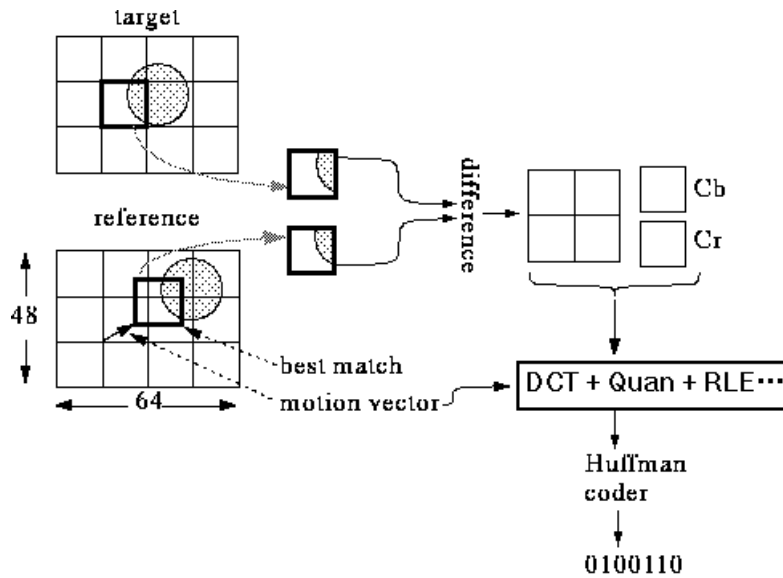 target
reference
48
64
best match
motion vector
difference
Cb
Cr
DCT + Quan + RLE···
Huffman
coder
0100110